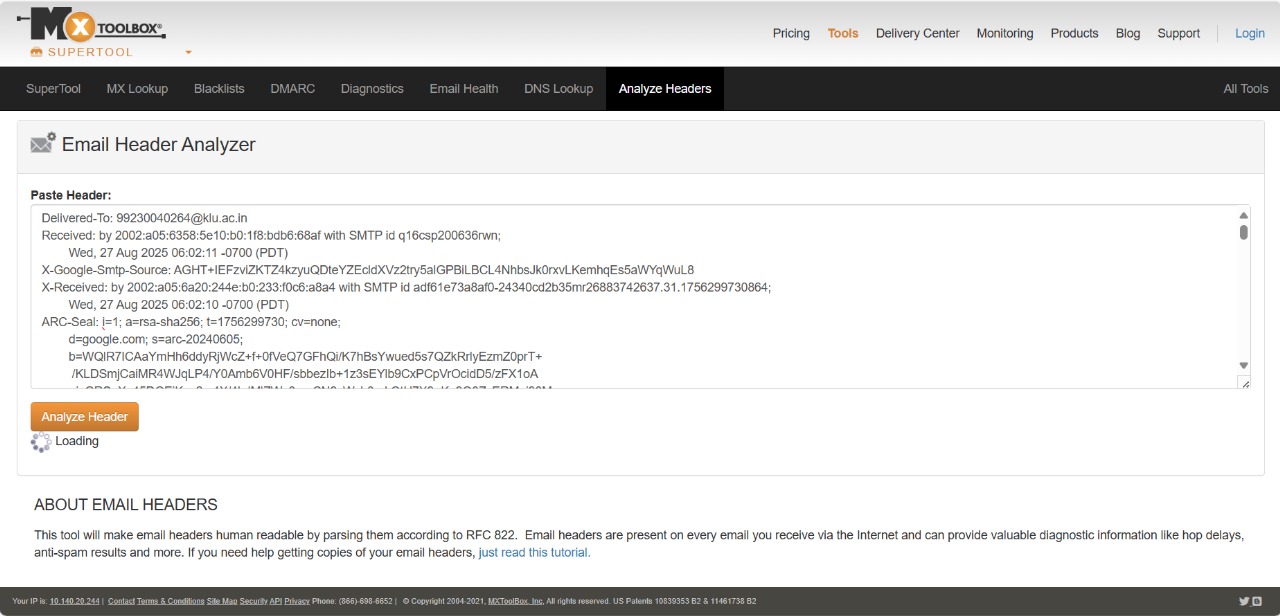 MX TOOLBOX®
SUPERTOOL
Pricing Tools Delivery Center Monitoring Products Blog Support Login
SuperTool MX Lookup Blacklists DMARC Diagnostics Email Health DNS Lookup Analyze Headers All Tools
Email Header Analyzer
Paste Header:
Delivered-To: 99230040264@klu.ac.in
Received: by 2002:a05:6358:5e10:b0:1f8:bdb6:68af with SMTP id q16csp200636rwn;
Wed, 27 Aug 2025 06:02:11 -0700 (PDT)
X-Google-Smtp-Source: AGHT+IEFzviZKTZ4kzyuQDteYZEcldXVz2try5alGPBiLBCL4NhbsJk0rxvLKemhqEs5aWYqWuL8
X-Received: by 2002:a05:6a20:244e:b0:233:f0c6:a8a4 with SMTP id adf61e73a8af0-24340cd2b35mr26883742637.31.1756299730864;
Wed, 27 Aug 2025 06:02:10 -0700 (PDT)
ARC-Seal: i=1; a=rsa-sha256; t=1756299730; cv=none;
d=google.com; s=arc-20240605;
b=WQlR7ICAaYmHh6ddyRjWcZ+f+0fVeQ7GFhQi/K7hBsYwued5s7QZkRrlyEzmZ0prT+
/KLDSmjCaiMR4WJqLP4/Y0Amb6V0HF/sbbezIb+1z3sEYlb9CxPCpVrOcidD5/zFX1oA
Analyze Header
Loading
ABOUT EMAIL HEADERS
This tool will make email headers human readable by parsing them according to RFC 822. Email headers are present on every email you receive via the Internet and can provide valuable diagnostic information like hop delays,
anti-spam results and more. If you need help getting copies of your email headers, just read this tutorial.
Your IP is: 10.140.20.244 | Contact Terms & Conditions Site Map Security API Privacy Phone: (866)-698-6652 | © Copyright 2004-2021, MXToolBox, Inc, All rights reserved. US Patents 10839353 B2 & 11461738 B2